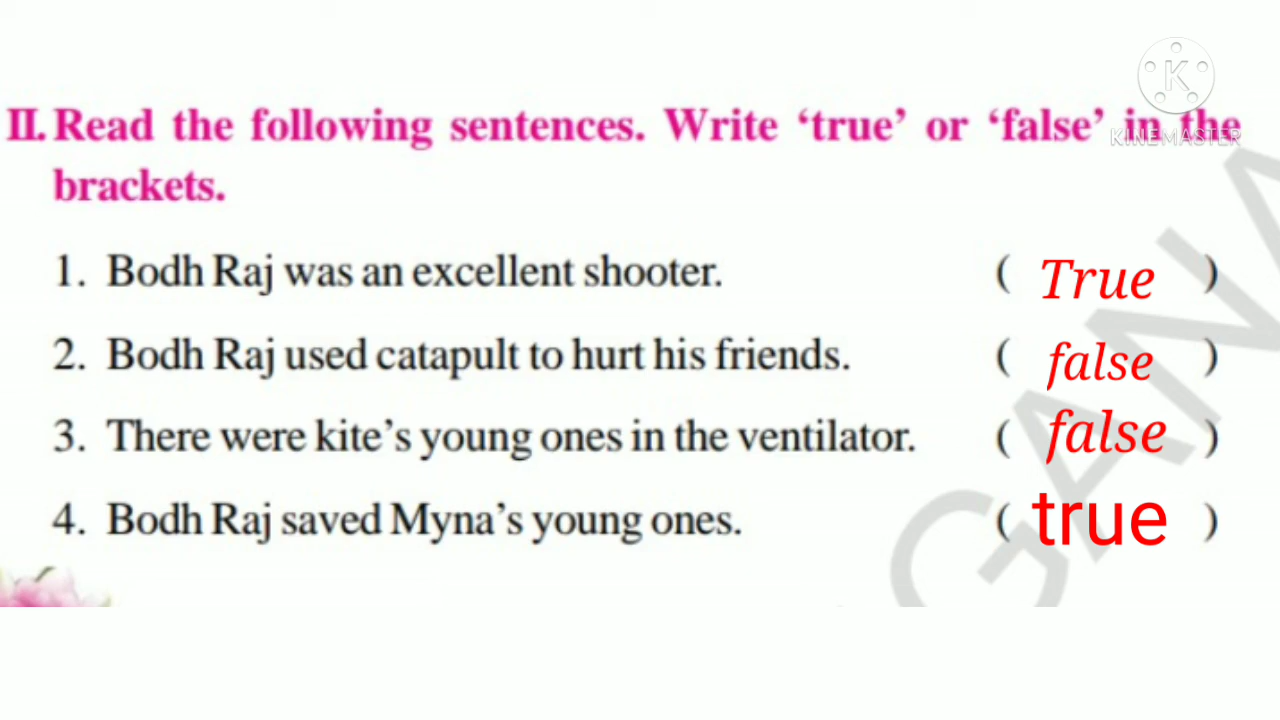 K
KINEMASTER
II. Read the following sentences. Write ‘true’ or ‘false’ in the
brackets.
1. Bodh Raj was an excellent shooter. ( True )
2. Bodh Raj used catapult to hurt his friends. ( false )
3. There were kite’s young ones in the ventilator. ( false )
4. Bodh Raj saved Myna’s young ones. ( true )
GANA